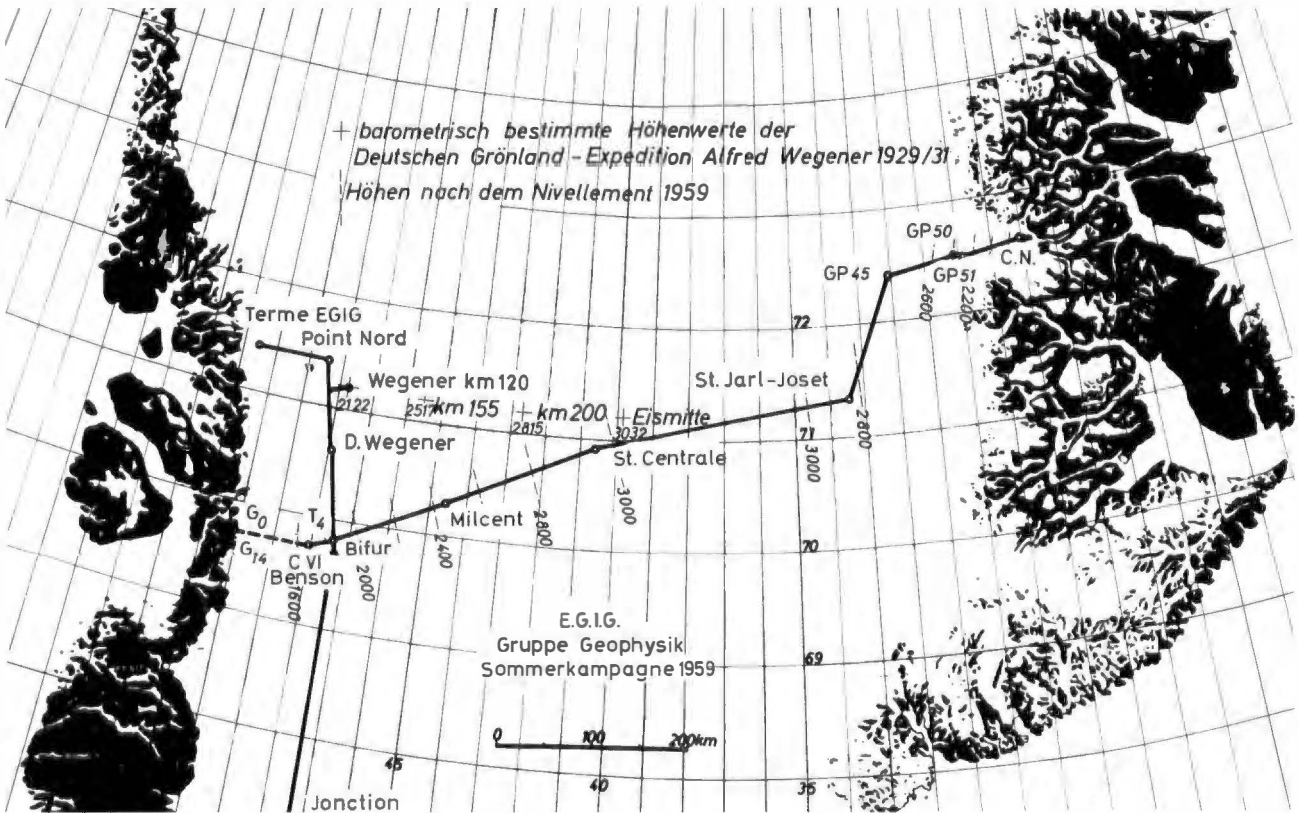 + barometrisch bestimmte Höhenwerte der
Deutschen Grönland - Expedition Alfred Wegener 1929/31.
Höhen nach dem Nivellement 1959
GP 50
C.N.
GP 45
GP 51
2600
2200
72
Terme EGIG
Point Nord
Wegener km 120
St. Jarl-Joset
2122
2517
+km 155
+km 200
+Eismitte
2815
3032
2800
71
3000
D. Wegener
St. Centrale
3000
G0
T4
Milcent
2800
2400
G14
C VI
Bifur
Benson
1600
2000
70
E.G.I.G.
Gruppe Geophysik
Sommerkampagne 1959
69
0 100 200km
45
40
35
Jonction